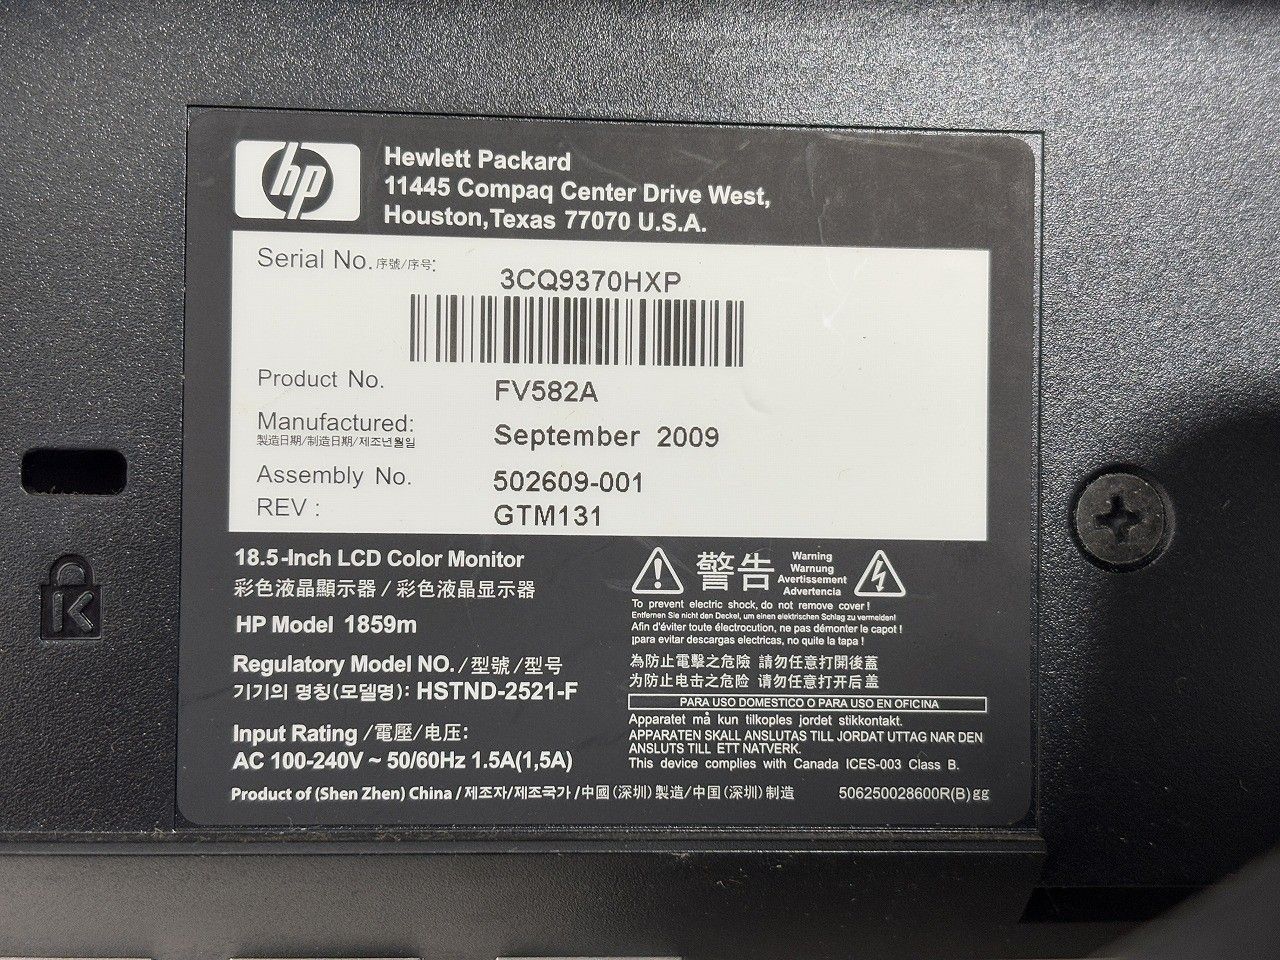 hp
Hewlett Packard
11445 Compaq Center Drive West,
Houston,Texas 77070 U.S.A.
Serial No.序號/序号:
3CQ9370HXP
Product No. FV582A
Manufactured: September 2009
製造日期/制造日期/제조년월일
Assembly No. 502609-001
REV : GTM131
18.5-Inch LCD Color Monitor
彩色液晶顯示器 / 彩色液晶显示器
HP Model 1859m
Regulatory Model NO./型號/型号
기기의 명칭(모델명): HSTND-2521-F
Input Rating /電壓/电压:
AC 100-240V ~ 50/60Hz 1.5A(1,5A)
警告
Warning
Warnung
Avertissement
Advertencia
To prevent electric shock, do not remove cover !
Entfernen Sie nicht den Deckel, um einen elektrischen Schlag zu vermeiden!
Afin d'éviter toute électrocution, ne pas démonter le capot !
¡para evitar descargas electricas, no quite la tapa !
為防止電擊之危險 請勿任意打開後蓋
为防止电击之危险 请勿任意打开后盖
PARA USO DOMESTICO O PARA USO EN OFICINA
Apparatet må kun tilkoples jordet stikkontakt.
APPARATEN SKALL ANSLUTAS TILL JORDAT UTTAG NAR DEN
ANSLUTS TILL ETT NATVERK.
This device complies with Canada ICES-003 Class B.
Product of (Shen Zhen) China / 제조자/제조국가 /中國 (深圳) 製造/中国 (深圳) 制造
506250028600R(B)gg
K